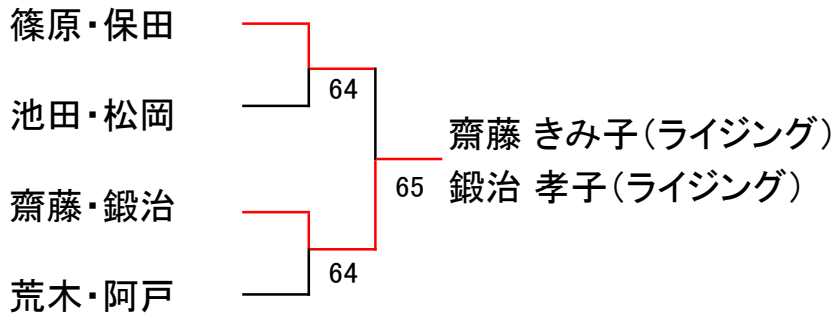 篠原・保田
64
池田・松岡
齋藤 きみ子(ライジング)
65 鍛治 孝子(ライジング)
齋藤・鍛治
64
荒木・阿戸